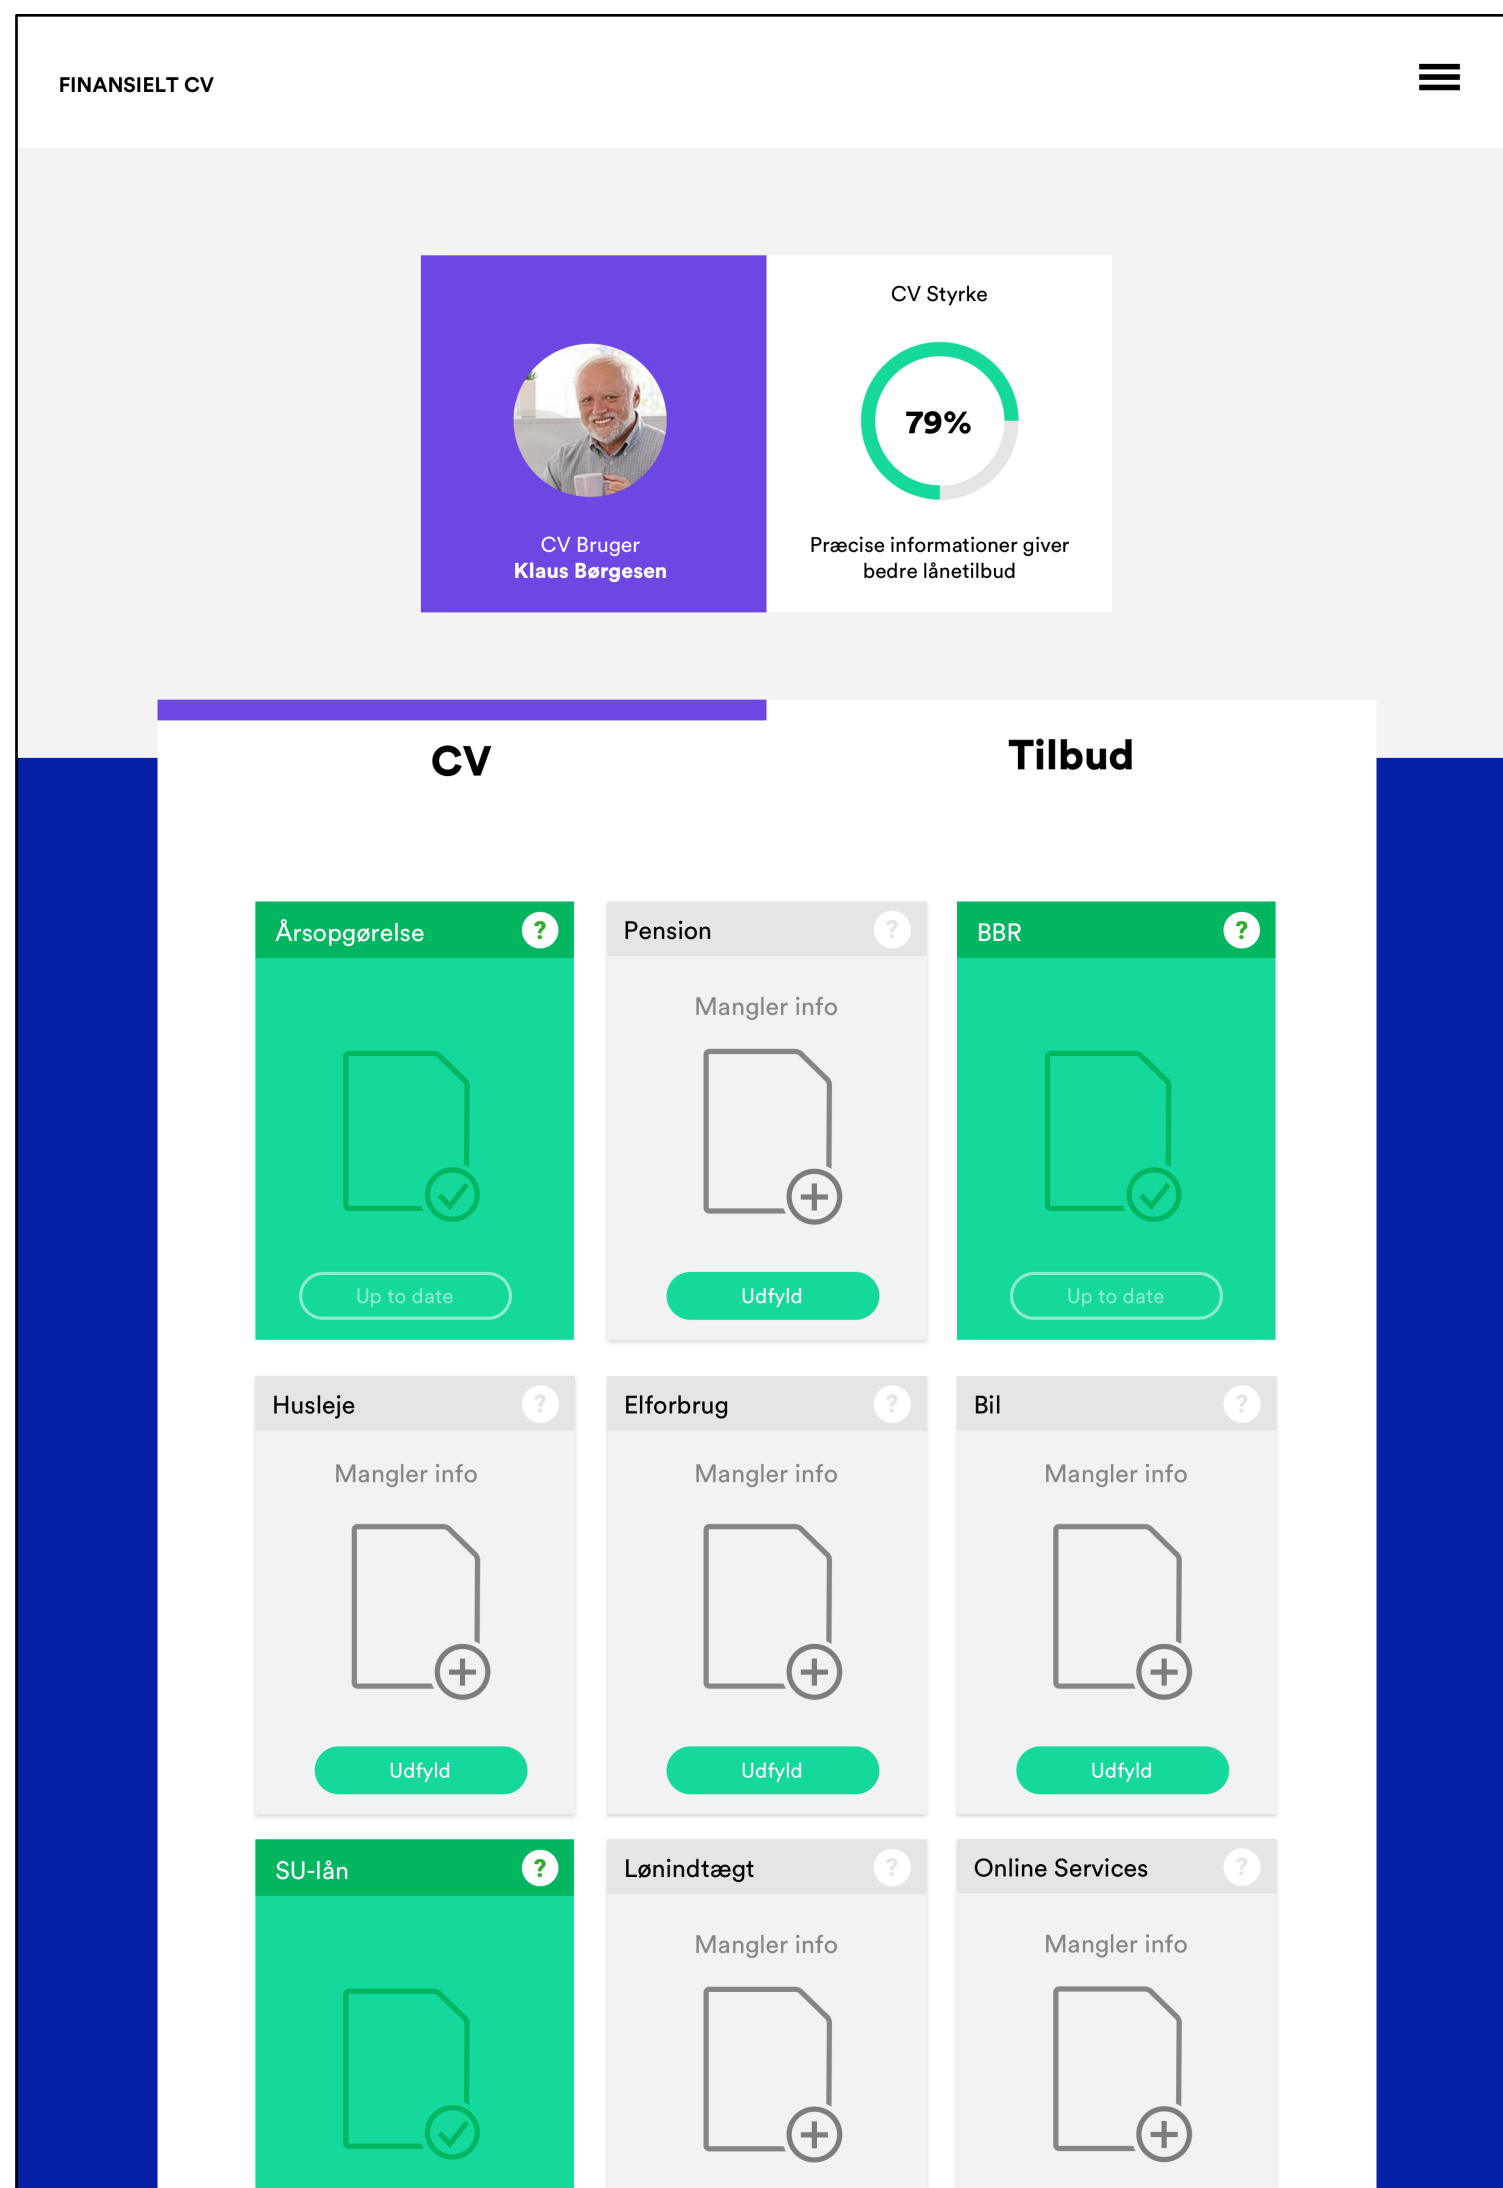 FINANSIELT CV
CV Bruger
Klaus Børgesen
CV Styrke
79%
Præcise informationer giver
bedre lånetilbud
CV
Tilbud
Årsopgørelse ?
Up to date
Pension ?
Mangler info
Udfyld
BBR ?
Up to date
Husleje ?
Mangler info
Udfyld
Elforbrug ?
Mangler info
Udfyld
Bil ?
Mangler info
Udfyld
SU-lån ?
Lønindtægt ?
Mangler info
Online Services ?
Mangler info